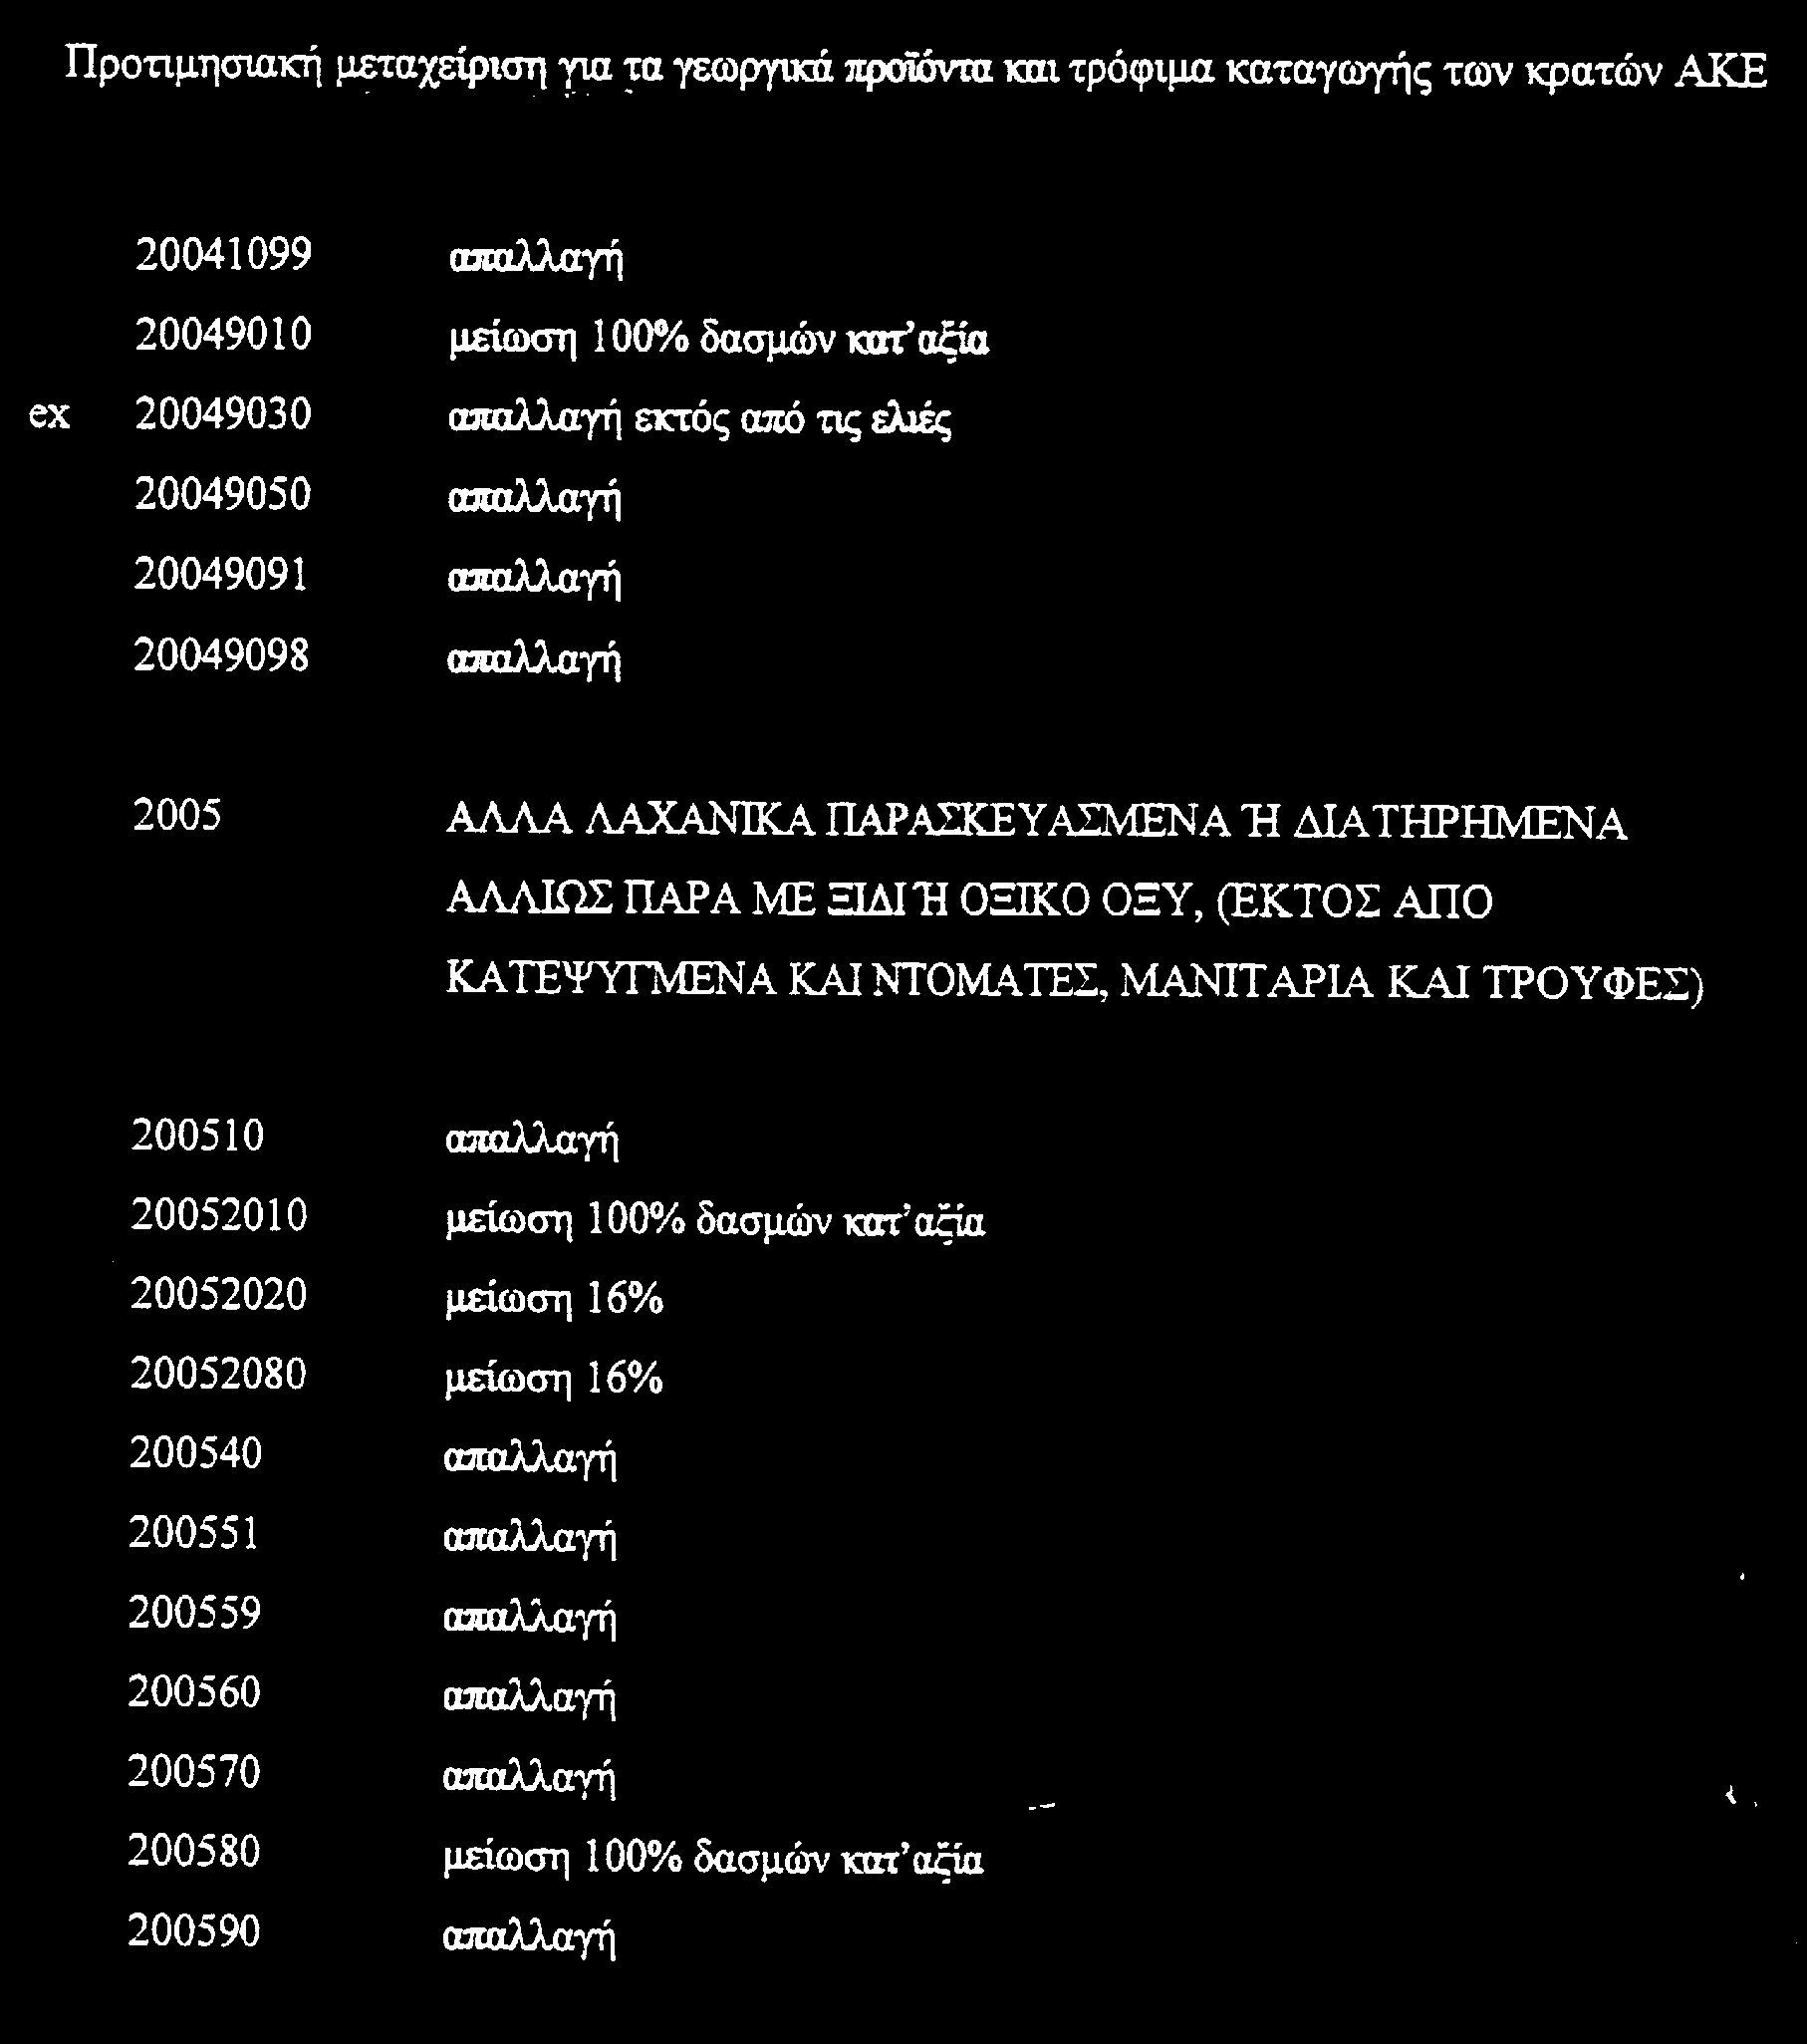 Προτιμησιακή μεταχείριση για τα γεωργικά προϊόντα και τρόφιμα καταγωγής των κρατών ΑΚΕ
20041099 απαλλαγή
20049010 μείωση 100% δασμών κατ’αξία
ex 20049030 απαλλαγή εκτός από τις ελιές
20049050 απαλλαγή
20049091 απαλλαγή
20049098 απαλλαγή
2005 ΑΛΛΑ ΛΑΧΑΝΙΚΑ ΠΑΡΑΣΚΕΥΑΣΜΕΝΑ Ή ΔΙΑΤΗΡΗΜΕΝΑ
ΑΛΛΙΩΣ ΠΑΡΑ ΜΕ ΞΙΔΙ Ή ΟΞΙΚΟ ΟΞΥ, (ΕΚΤΟΣ ΑΠΟ
ΚΑΤΕΨΥΓΜΕΝΑ ΚΑΙ ΝΤΟΜΑΤΕΣ, ΜΑΝΙΤΑΡΙΑ ΚΑΙ ΤΡΟΥΦΕΣ)
200510 απαλλαγή
20052010 μείωση 100% δασμών κατ’αξία
20052020 μείωση 16%
20052080 μείωση 16%
200540 απαλλαγή
200551 απαλλαγή
200559 απαλλαγή
200560 απαλλαγή
200570 απαλλαγή
200580 μείωση 100% δασμών κατ’αξία
200590 απαλλαγή